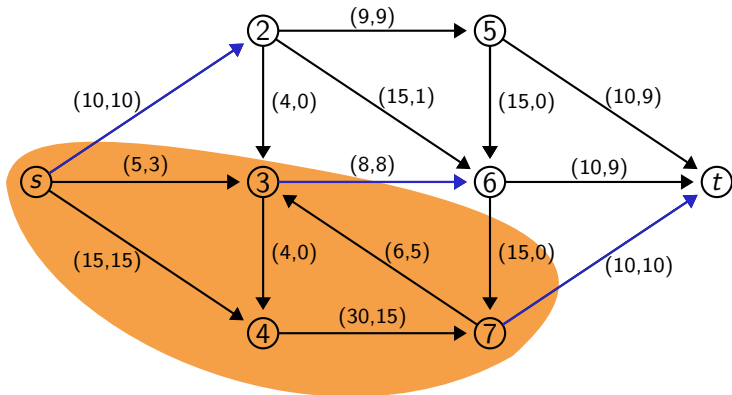 (9,9)
2 5
(10,10) (4,0) (15,1) (15,0) (10,9)
(5,3) (8,8) (10,9)
s 3 6 t
(15,15) (4,0) (6,5) (15,0) (10,10)
(30,15)
4 7